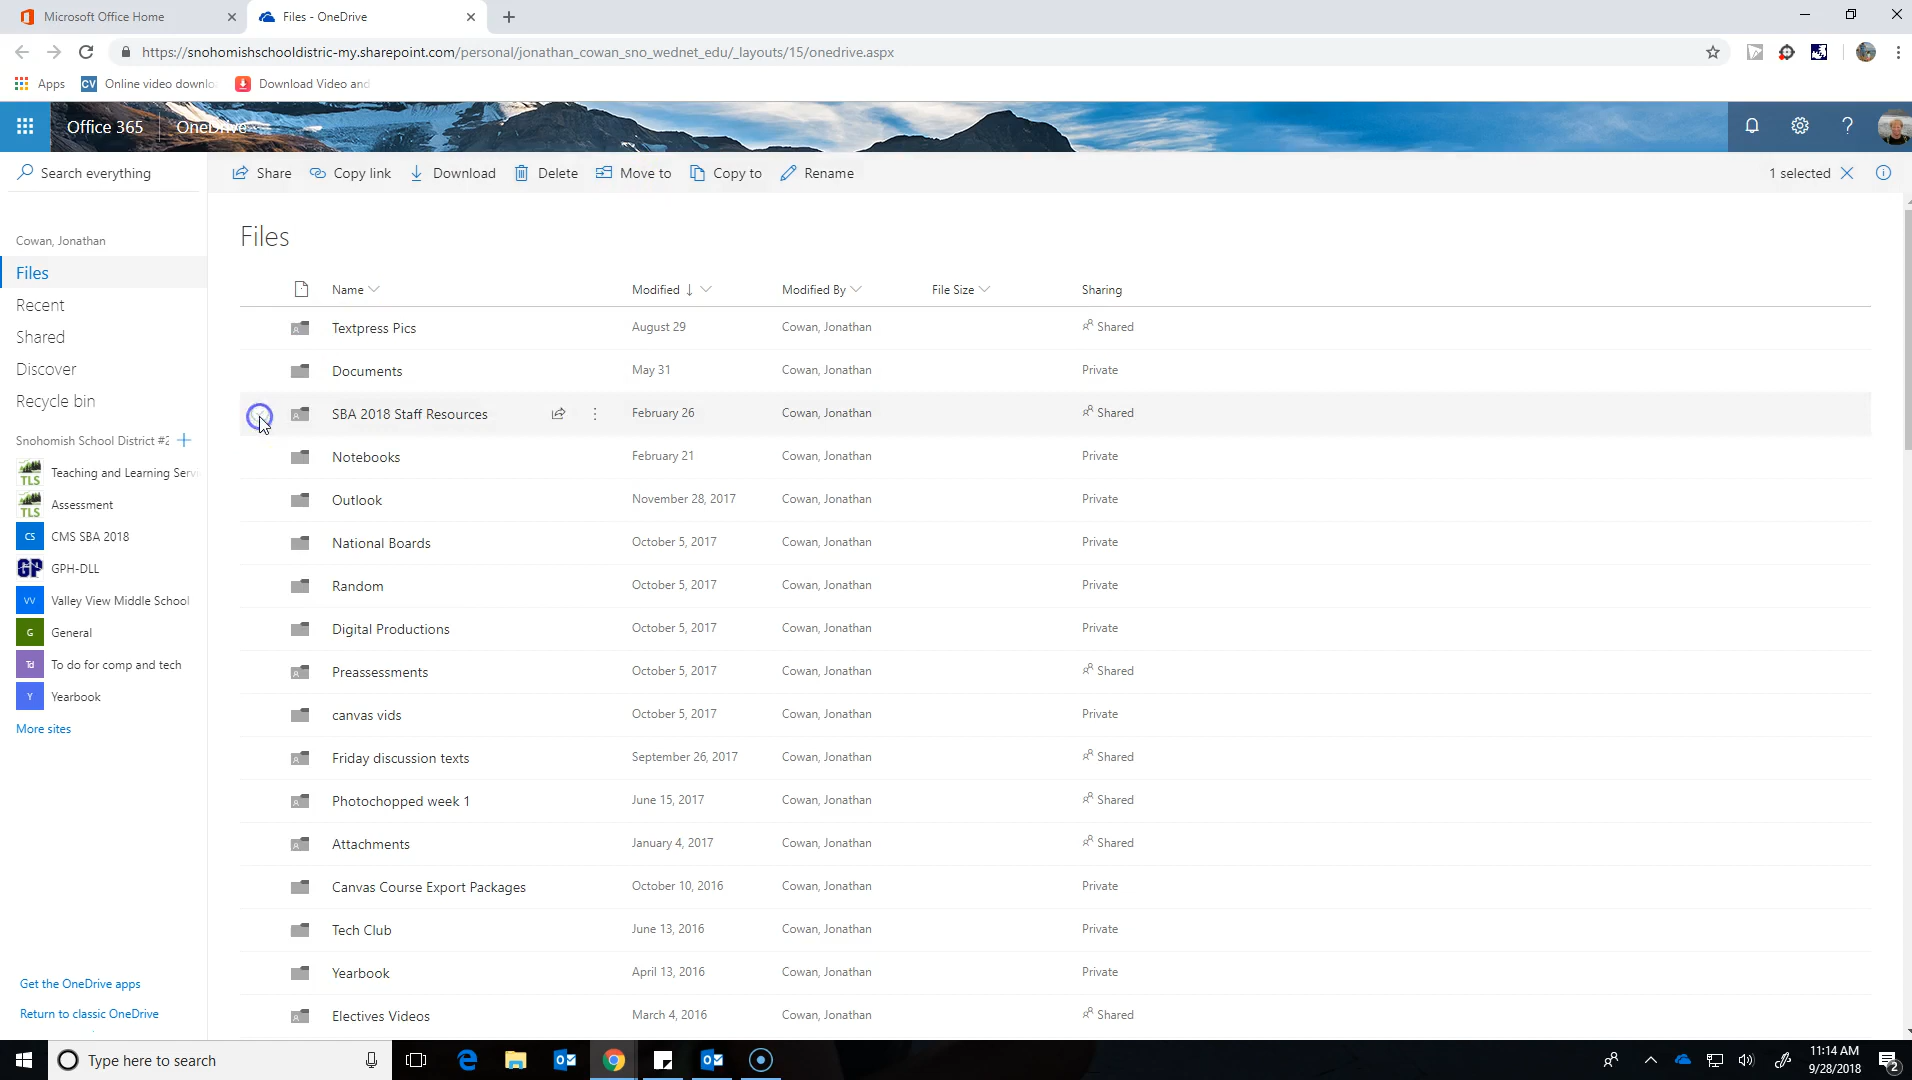 Microsoft Office Home
Files - OneDrive
https://snohomishschooldistric-my.sharepoint.com/personal/jonathan_cowan_sno_wednet_edu/_layouts/15/onedrive.aspx
Apps CV Online video downlo Download Video and
Office 365 OneDrive
Search everything Share Copy link Download Delete Move to Copy to Rename 1 selected
Files
Cowan, Jonathan
Files
Recent
Shared
Discover
Recycle bin
Snohomish School District #2
TLS Teaching and Learning Serv
TLS Assessment
CS CMS SBA 2018
GP GPH-DLL
VV Valley View Middle School
G General
Td To do for comp and tech
Y Yearbook
More sites
Get the OneDrive apps
Return to classic OneDrive
Name Modified Modified By File Size Sharing
Textpress Pics August 29 Cowan, Jonathan Shared
Documents May 31 Cowan, Jonathan Private
SBA 2018 Staff Resources February 26 Cowan, Jonathan Shared
Notebooks February 21 Cowan, Jonathan Private
Outlook November 28, 2017 Cowan, Jonathan Private
National Boards October 5, 2017 Cowan, Jonathan Private
Random October 5, 2017 Cowan, Jonathan Private
Digital Productions October 5, 2017 Cowan, Jonathan Private
Preassessments October 5, 2017 Cowan, Jonathan Shared
canvas vids October 5, 2017 Cowan, Jonathan Private
Friday discussion texts September 26, 2017 Cowan, Jonathan Shared
Photochopped week 1 June 15, 2017 Cowan, Jonathan Shared
Attachments January 4, 2017 Cowan, Jonathan Shared
Canvas Course Export Packages October 10, 2016 Cowan, Jonathan Private
Tech Club June 13, 2016 Cowan, Jonathan Private
Yearbook April 13, 2016 Cowan, Jonathan Private
Electives Videos March 4, 2016 Cowan, Jonathan Shared
Type here to search
11:14 AM
9/28/2018
2